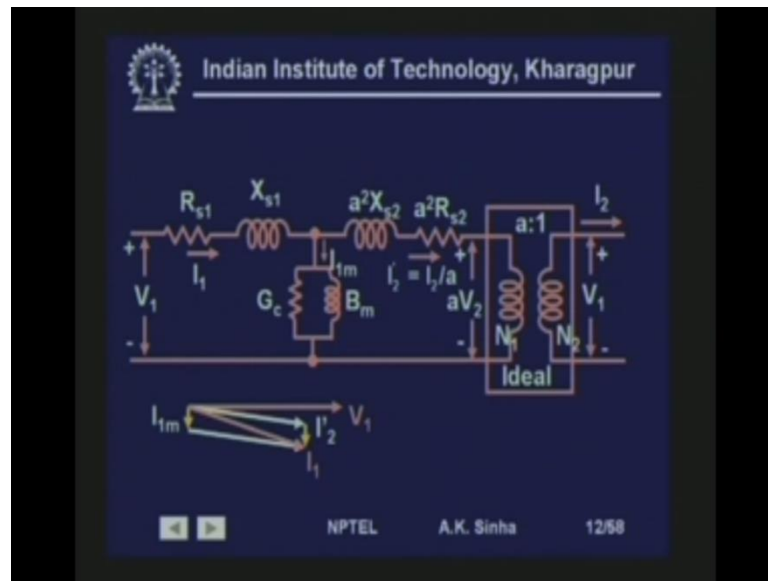 Indian Institute of Technology, Kharagpur
R_s1 X_s1 a²X_s2 a²R_s2 a:1 I_2
+ I_1 I_1m I'_2 = I_2/a + +
V_1 G_c B_m aV_2 V_1
- - N_1 N_2 -
Ideal
I_1m I'_2 V_1
I_1
NPTEL A.K. Sinha 12/58